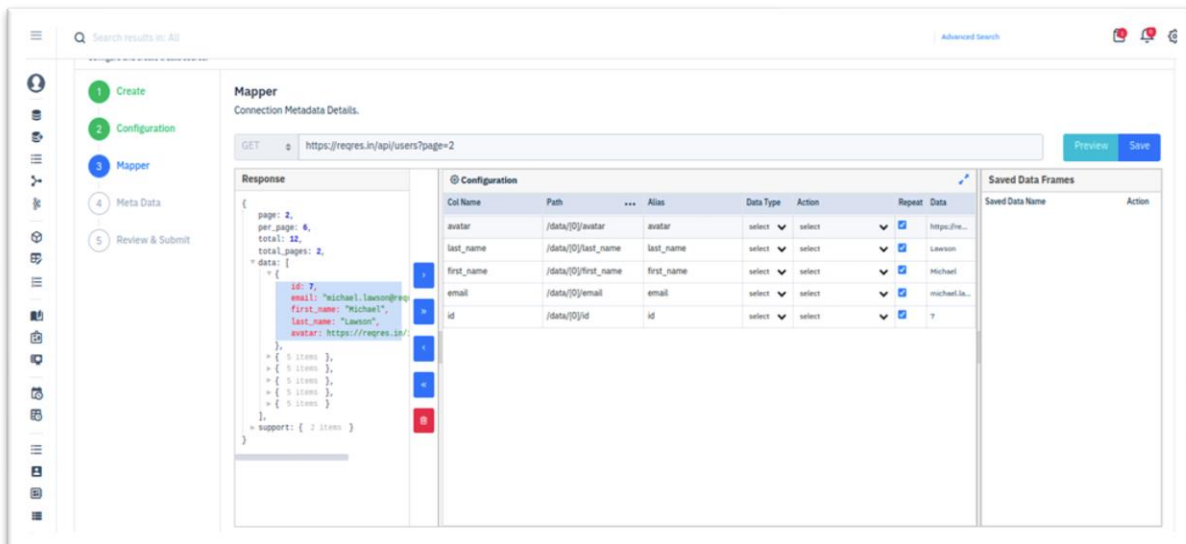 Search results in: All
Advanced Search
1 Create
2 Configuration
3 Mapper
4 Meta Data
5 Review & Submit
Mapper
Connection Metadata Details.
GET https://reqres.in/api/users?page=2
Preview Save
Response
{
page: 2,
per_page: 6,
total: 12,
total_pages: 2,
data: [
{
id: 7,
email: "michael.lawson@reqr
first_name: "Michael",
last_name: "Lawson",
avatar: https://reqres.in/
},
{ 5 items },
{ 5 items },
{ 5 items },
{ 5 items },
{ 5 items }
],
support: { 2 items }
}
› » ‹ «
Configuration
Col Name Path ... Alias Data Type Action Repeat Data
avatar /data/[0]/avatar avatar select select https://re...
last_name /data/[0]/last_name last_name select select Lawson
first_name /data/[0]/first_name first_name select select Michael
email /data/[0]/email email select select michael.la...
id /data/[0]/id id select select 7
Saved Data Frames
Saved Data Name Action